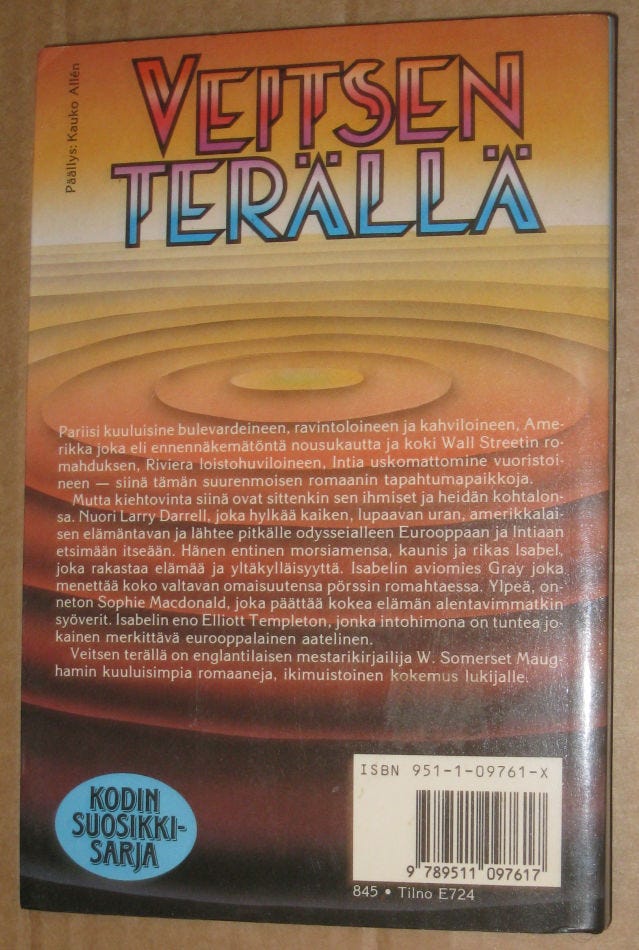 Päällys: Kauko Allén
VEITSEN
TERÄLLÄ
Pariisi kuuluisine bulevardeineen, ravintoloineen ja kahviloineen, Ame-
rikka joka eli ennennäkemätöntä nousukautta ja koki Wall Streetin ro-
mahduksen, Riviera loistohuviloineen, Intia uskomattomine vuoristoi-
neen — siinä tämän suurenmoisen romaanin tapahtumapaikkoja.
Mutta kiehtovinta siinä ovat sittenkin sen ihmiset ja heidän kohtalon-
sa. Nuori Larry Darrell, joka hylkää kaiken, lupaavan uran, amerikkalai-
sen elämäntavan ja lähtee pitkälle odysseialleen Eurooppaan ja Intiaan
etsimään itseään. Hänen entinen morsiamensa, kaunis ja rikas Isabel,
joka rakastaa elämää ja yltäkylläisyyttä. Isabelin aviomies Gray joka
menettää koko valtavan omaisuutensa pörssin romahtaessa. Ylpeä, on-
neton Sophie Macdonald, joka päättää kokea elämän alentavimmatkin
syöverit. Isabelin eno Elliott Templeton, jonka intohimona on tuntea jo-
kainen merkittävä eurooppalainen aatelinen.
Veitsen terällä on englantilaisen mestarikirjailija W. Somerset Maug-
hamin kuuluisimpia romaaneja, ikimuistoinen kokemus lukijalle.
KODIN
SUOSIKKI-
SARJA
ISBN 951-1-09761-X
9 789511 097617
845 • Tilno E724